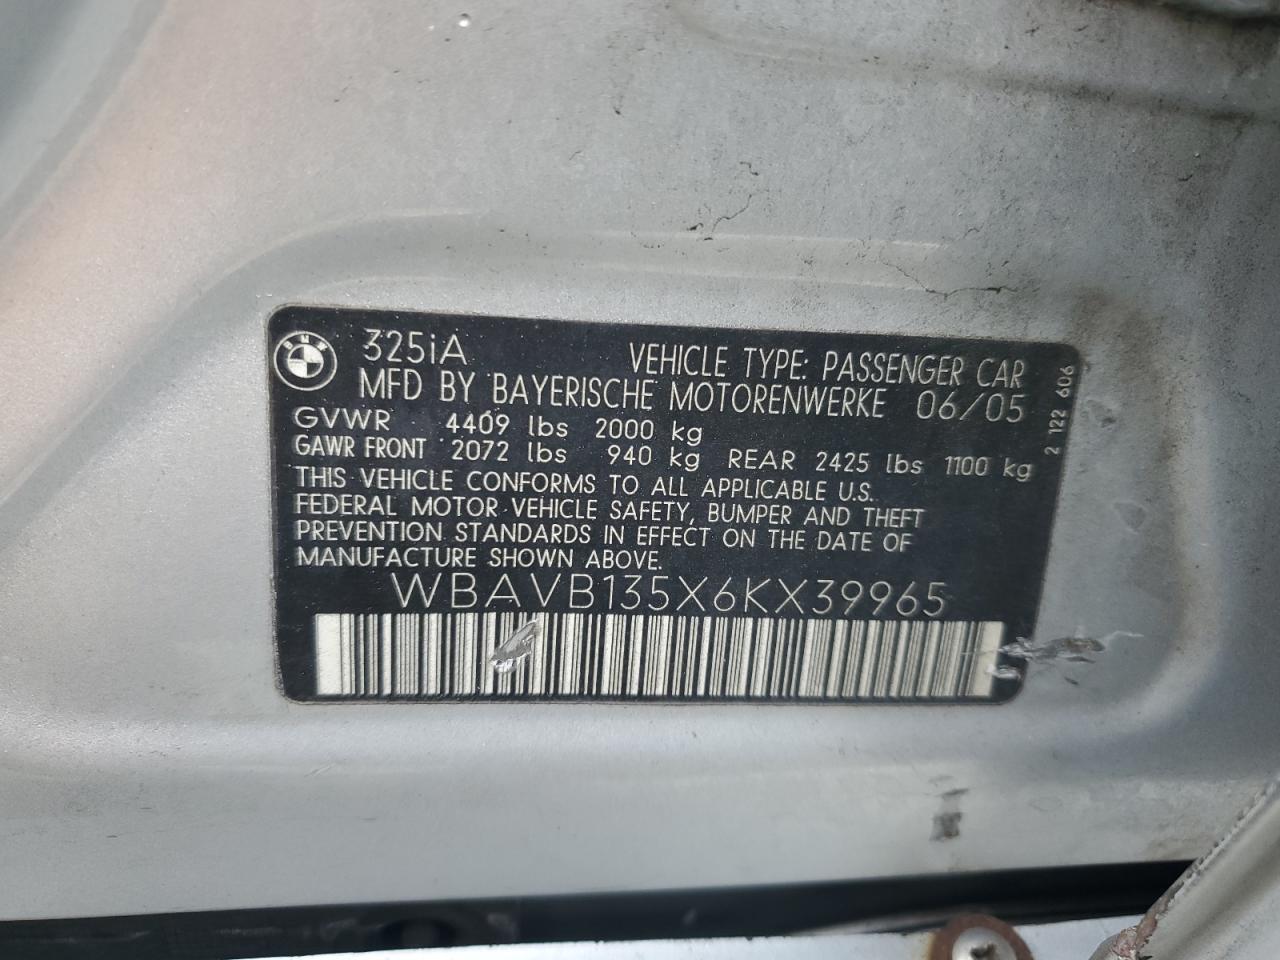 BMW
325iA VEHICLE TYPE: PASSENGER CAR
MFD BY BAYERISCHE MOTORENWERKE 06/05
GVWR 4409 lbs 2000 kg
GAWR FRONT 2072 lbs 940 kg REAR 2425 lbs 1100 kg
THIS VEHICLE CONFORMS TO ALL APPLICABLE U.S.
FEDERAL MOTOR VEHICLE SAFETY, BUMPER AND THEFT
PREVENTION STANDARDS IN EFFECT ON THE DATE OF
MANUFACTURE SHOWN ABOVE.
WBAVB135X6KX39965
2 122 606